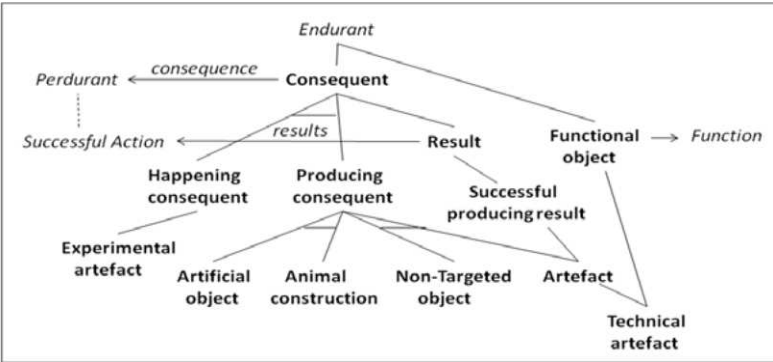 Endurant
Perdurant
consequence
Consequent
Successful Action
results
Result
Functional
object
Function
Happening
consequent
Producing
consequent
Successful
producing result
Experimental
artefact
Artificial
object
Animal
construction
Non-Targeted
object
Artefact
Technical
artefact